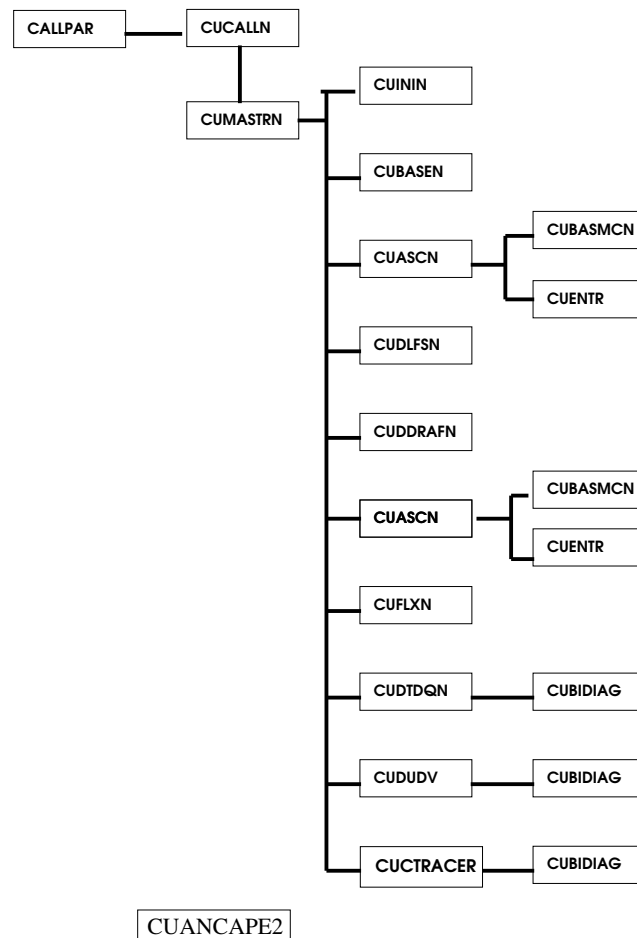 CALLPAR
CUCALLN
CUMASTRN
CUININ
CUBASEN
CUASCN
CUBASMCN
CUENTR
CUDLFSN
CUDDRAFN
CUASCN
CUBASMCN
CUENTR
CUFLXN
CUDTDQN
CUBIDIAG
CUDUDV
CUBIDIAG
CUCTRACER
CUBIDIAG
CUANCAPE2